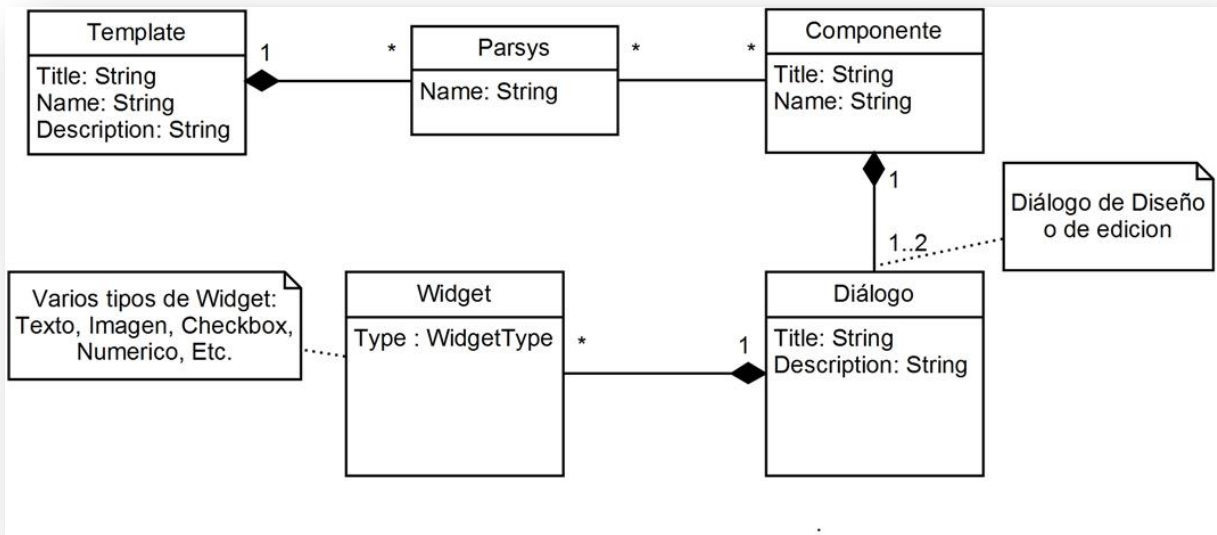 Template
Title: String
Name: String
Description: String
1
*
Parsys
Name: String
*
*
Componente
Title: String
Name: String
1
1..2
Diálogo de Diseño
o de edicion
Varios tipos de Widget:
Texto, Imagen, Checkbox,
Numerico, Etc.
Widget
Type : WidgetType
*
1
Diálogo
Title: String
Description: String